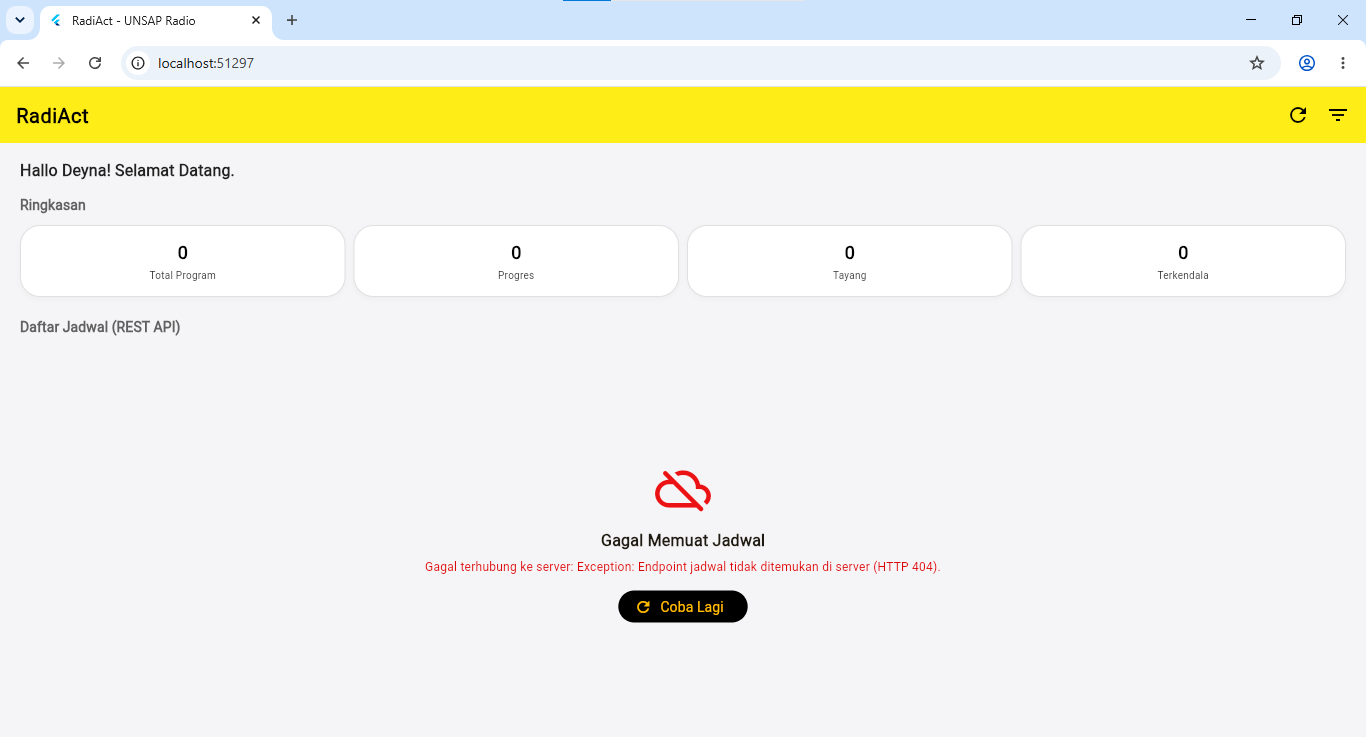 RadiAct - UNSAP Radio
localhost:51297
RadiAct
Hallo Deyna! Selamat Datang.
Ringkasan
0 0 0 0
Total Program Progres Tayang Terkendala
Daftar Jadwal (REST API)
Gagal Memuat Jadwal
Gagal terhubung ke server: Exception: Endpoint jadwal tidak ditemukan di server (HTTP 404).
Coba Lagi